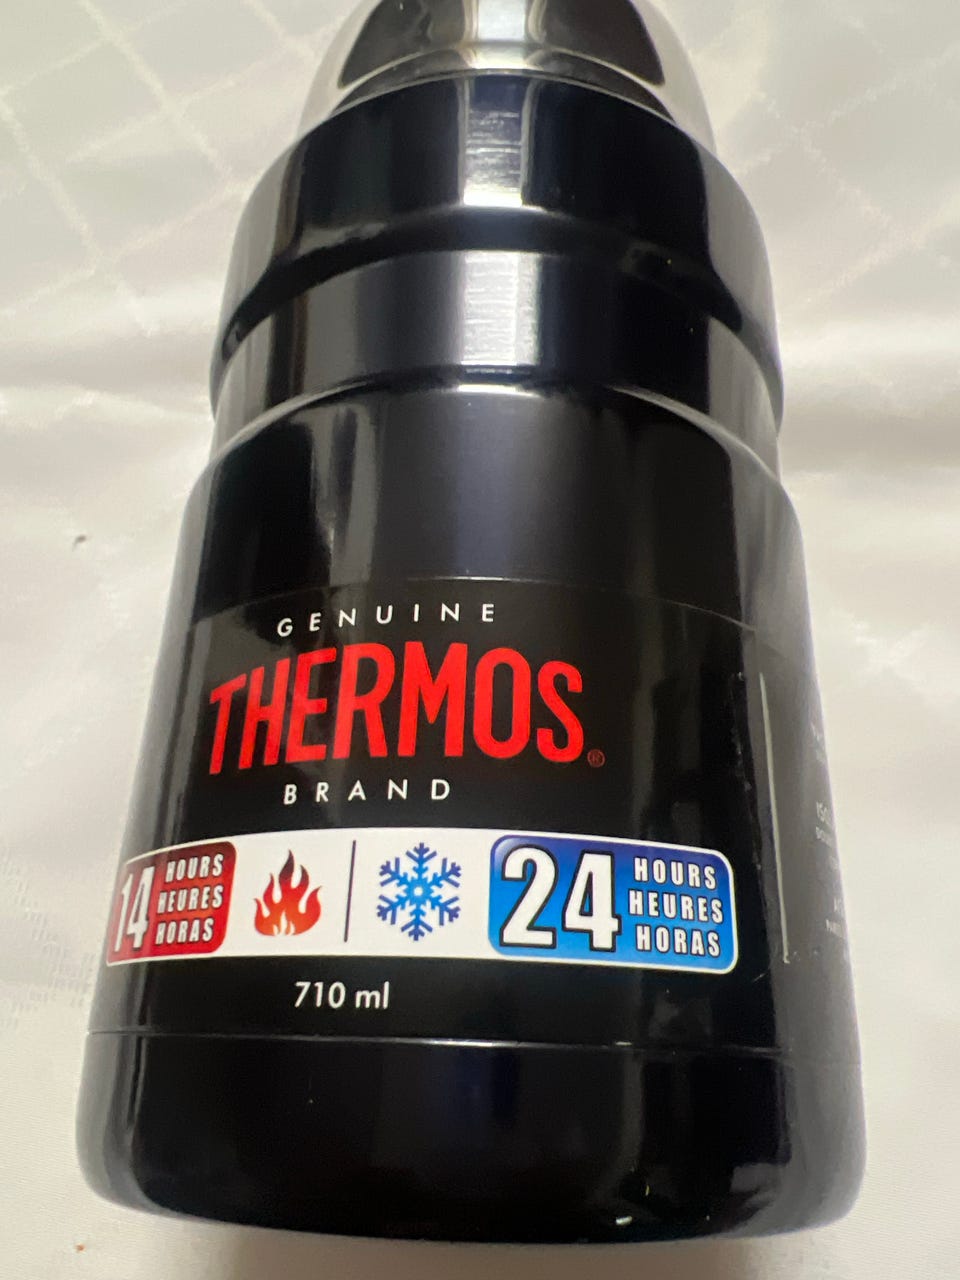 GENUINE
THERMOS®
BRAND
14 HOURS
HEURES
HORAS
24 HOURS
HEURES
HORAS
710 ml